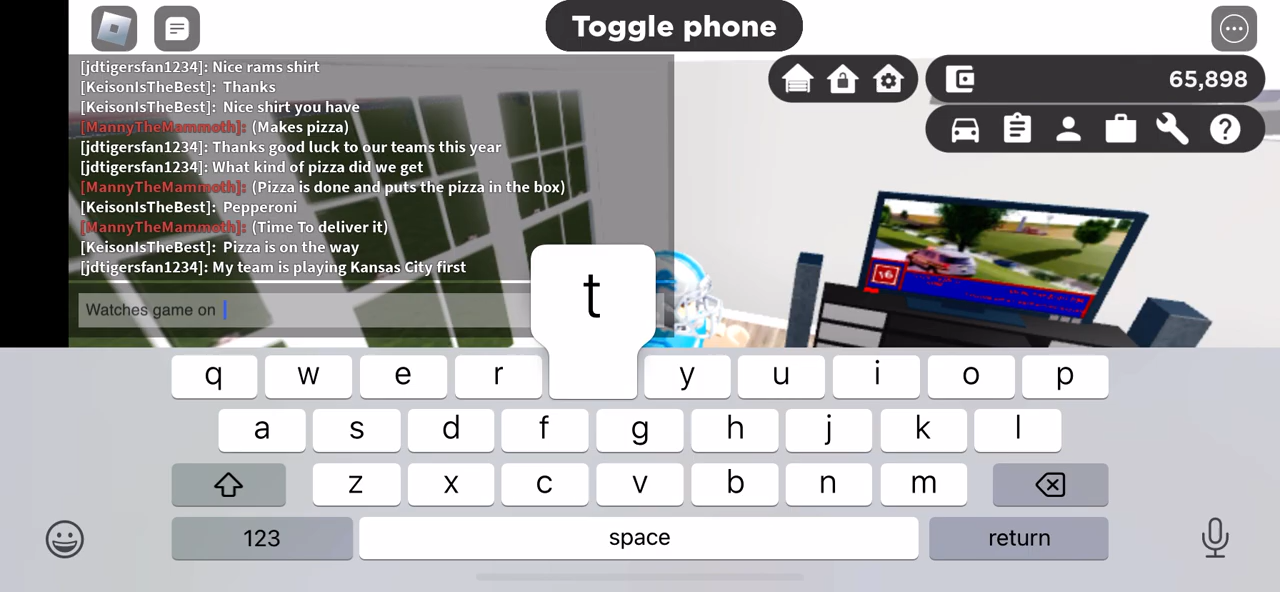 Toggle phone
[jdtigersfan1234]: Nice rams shirt
[KeisonIsTheBest]: Thanks
[KeisonIsTheBest]: Nice shirt you have
[MannyTheMammoth]: (Makes pizza)
[jdtigersfan1234]: Thanks good luck to our teams this year
[jdtigersfan1234]: What kind of pizza did we get
[MannyTheMammoth]: (Pizza is done and puts the pizza in the box)
[KeisonIsTheBest]: Pepperoni
[MannyTheMammoth]: (Time To deliver it)
[KeisonIsTheBest]: Pizza is on the way
[jdtigersfan1234]: My team is playing Kansas City first
Watches game on
65,898
t
q w e r y u i o p
a s d f g h j k l
z x c v b n m
123 space return